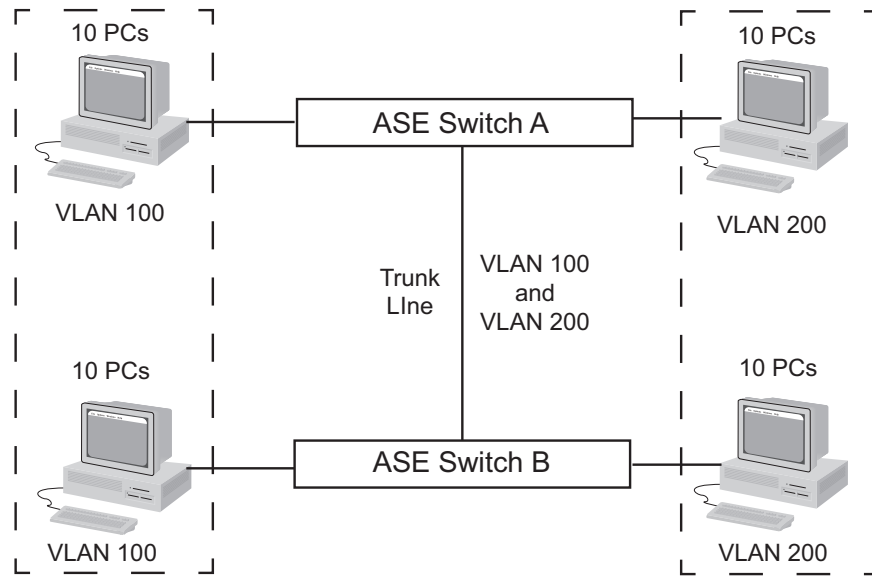 10 PCs
10 PCs
ASE Switch A
VLAN 100
VLAN 200
Trunk
LIne
VLAN 100
and
VLAN 200
10 PCs
10 PCs
ASE Switch B
VLAN 100
VLAN 200